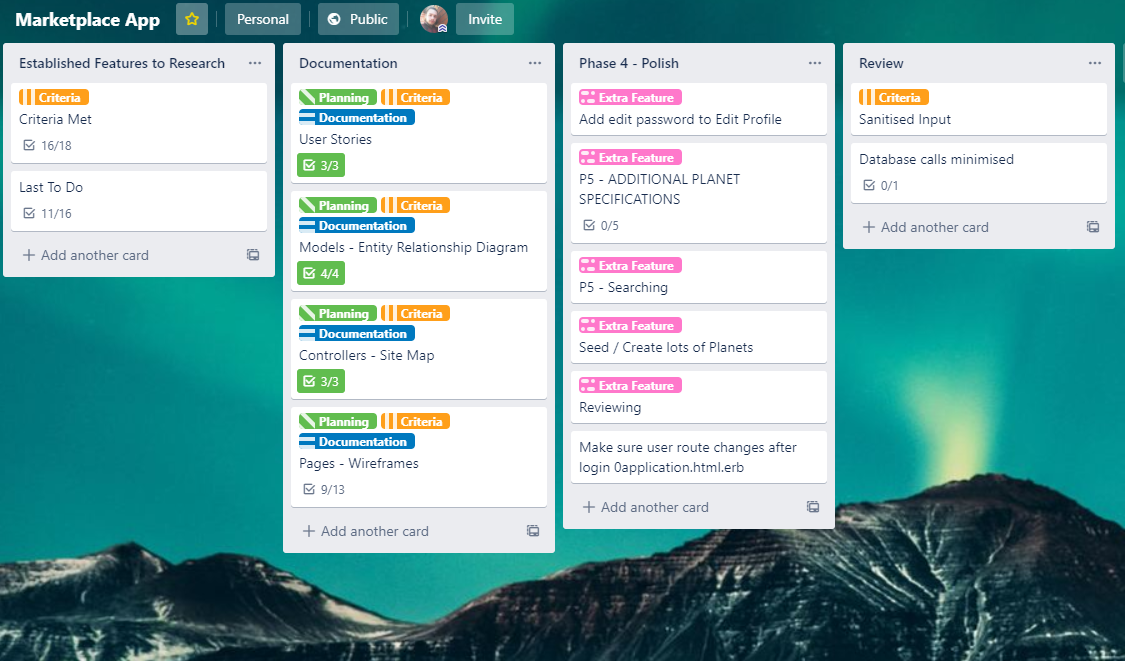 Marketplace App
Personal
Public
Invite
Established Features to Research
Criteria
Criteria Met
16/18
Last To Do
11/16
Add another card
Documentation
Planning Criteria
Documentation
User Stories
3/3
Planning Criteria
Documentation
Models - Entity Relationship Diagram
4/4
Planning Criteria
Documentation
Controllers - Site Map
3/3
Planning Criteria
Documentation
Pages - Wireframes
9/13
Add another card
Phase 4 - Polish
Extra Feature
Add edit password to Edit Profile
Extra Feature
P5 - ADDITIONAL PLANET
SPECIFICATIONS
0/5
Extra Feature
P5 - Searching
Extra Feature
Seed / Create lots of Planets
Extra Feature
Reviewing
Make sure user route changes after
login 0application.html.erb
Add another card
Review
Criteria
Sanitised Input
Database calls minimised
0/1
Add another card